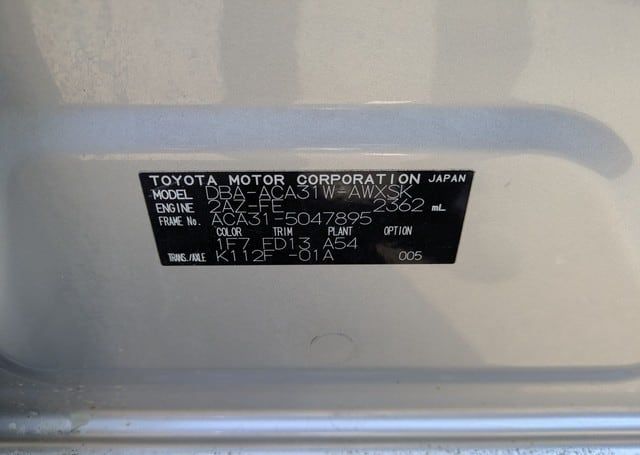 TOYOTA MOTOR CORPORATION JAPAN
MODEL DBA-ACA31W-AWXSK
ENGINE 2AZ-FE 2362 mL
FRAME No. ACA31-5047895
COLOR TRIM PLANT OPTION
1F7 FD13 A54
TRANS./AXLE K112F -01A 005